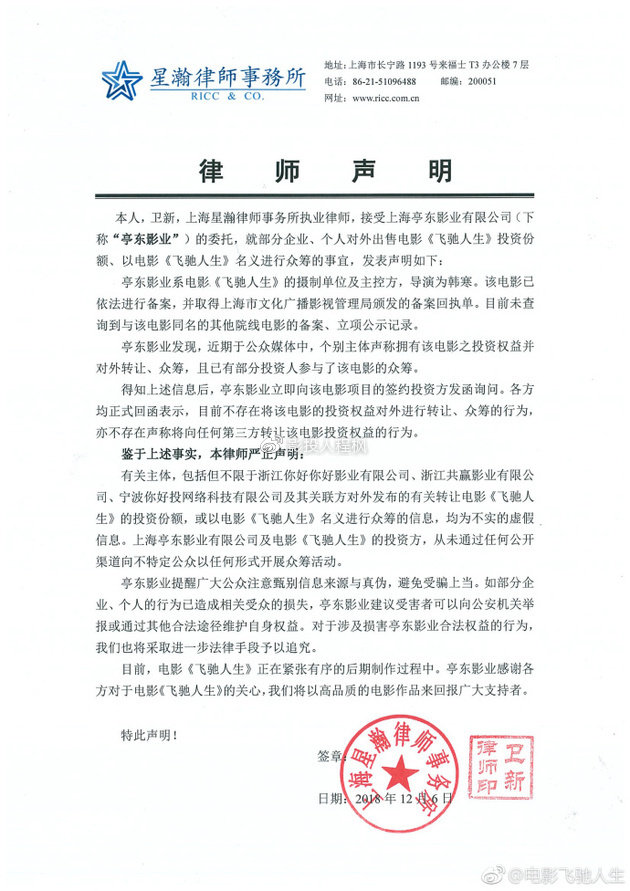 星瀚律師事務所
RICC & CO.
地址：上海市长宁路 1193 号来福士 T3 办公楼 7 层
电话：86-21-51096488 邮编：200051
网址：www.ricc.com.cn
律 师 声 明
本人，卫新，上海星瀚律师事务所执业律师，接受上海亭东影业有限公司（下
称“亭东影业”）的委托，就部分企业、个人对外出售电影《飞驰人生》投资份
额、以电影《飞驰人生》名义进行众筹的事宜，发表声明如下：
亭东影业系电影《飞驰人生》的摄制单位及主控方，导演为韩寒。该电影已
依法进行备案，并取得上海市文化广播影视管理局颁发的备案回执单。目前未查
询到与该电影同名的其他院线电影的备案、立项公示记录。
亭东影业发现，近期于公众媒体中，个别主体声称拥有该电影之投资权益并
对外转让、众筹，且已有部分投资人参与了该电影的众筹。
得知上述信息后，亭东影业立即向该电影项目的签约投资方发函询问。各方
均正式回函表示，目前不存在将该电影的投资权益对外进行转让、众筹的行为，
亦不存在声称将向任何第三方转让该电影投资权益的行为。
影投人程枫
鉴于上述事实，本律师严正声明：
有关主体，包括但不限于浙江你好你好影业有限公司、浙江共赢影业有限公
司、宁波你好投网络科技有限公司及其关联方对外发布的有关转让电影《飞驰人
生》的投资份额，或以电影《飞驰人生》名义进行众筹的信息，均为不实的虚假
信息。上海亭东影业有限公司及电影《飞驰人生》的投资方，从未通过任何公开
渠道向不特定公众以任何形式开展众筹活动。
亭东影业提醒广大公众注意甄别信息来源与真伪，避免受骗上当。如部分企
业、个人的行为已造成相关受众的损失，亭东影业建议受害者可以向公安机关举
报或通过其他合法途径维护自身权益。对于涉及损害亭东影业合法权益的行为，
我们也将采取进一步法律手段予以追究。
目前，电影《飞驰人生》正在紧张有序的后期制作过程中。亭东影业感谢各
方对于电影《飞驰人生》的关心，我们将以高品质的电影作品来回报广大支持者。
特此声明！
签章：
上海星瀚律师事务所
卫新
律师印
日期：2018 年 12 月 6 日
@电影飞驰人生